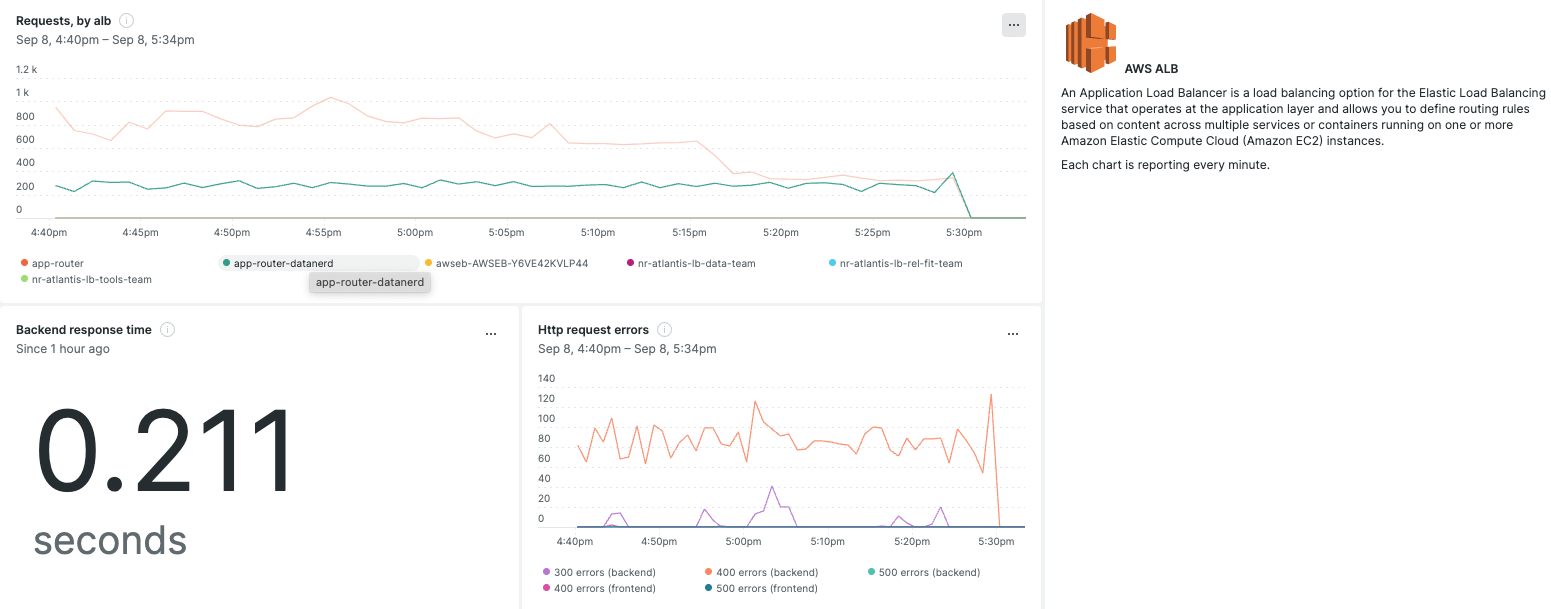 Requests, by alb
Sep 8, 4:40pm – Sep 8, 5:34pm
...
1.2 k
1 k
800
600
400
200
0
4:40pm 4:45pm 4:50pm 4:55pm 5:00pm 5:05pm 5:10pm 5:15pm 5:20pm 5:25pm 5:30pm
app-router app-router-datanerd awseb-AWSEB-Y6VE42KVLP44 nr-atlantis-lb-data-team nr-atlantis-lb-rel-fit-team
nr-atlantis-lb-tools-team
app-router-datanerd
AWS ALB
An Application Load Balancer is a load balancing option for the Elastic Load Balancing
service that operates at the application layer and allows you to define routing rules
based on content across multiple services or containers running on one or more
Amazon Elastic Compute Cloud (Amazon EC2) instances.
Each chart is reporting every minute.
Backend response time
Since 1 hour ago
...
0.211
seconds
Http request errors
Sep 8, 4:40pm – Sep 8, 5:34pm
...
140
120
100
80
60
40
20
0
4:40pm 4:50pm 5:00pm 5:10pm 5:20pm 5:30pm
300 errors (backend) 400 errors (backend) 500 errors (backend)
400 errors (frontend) 500 errors (frontend)